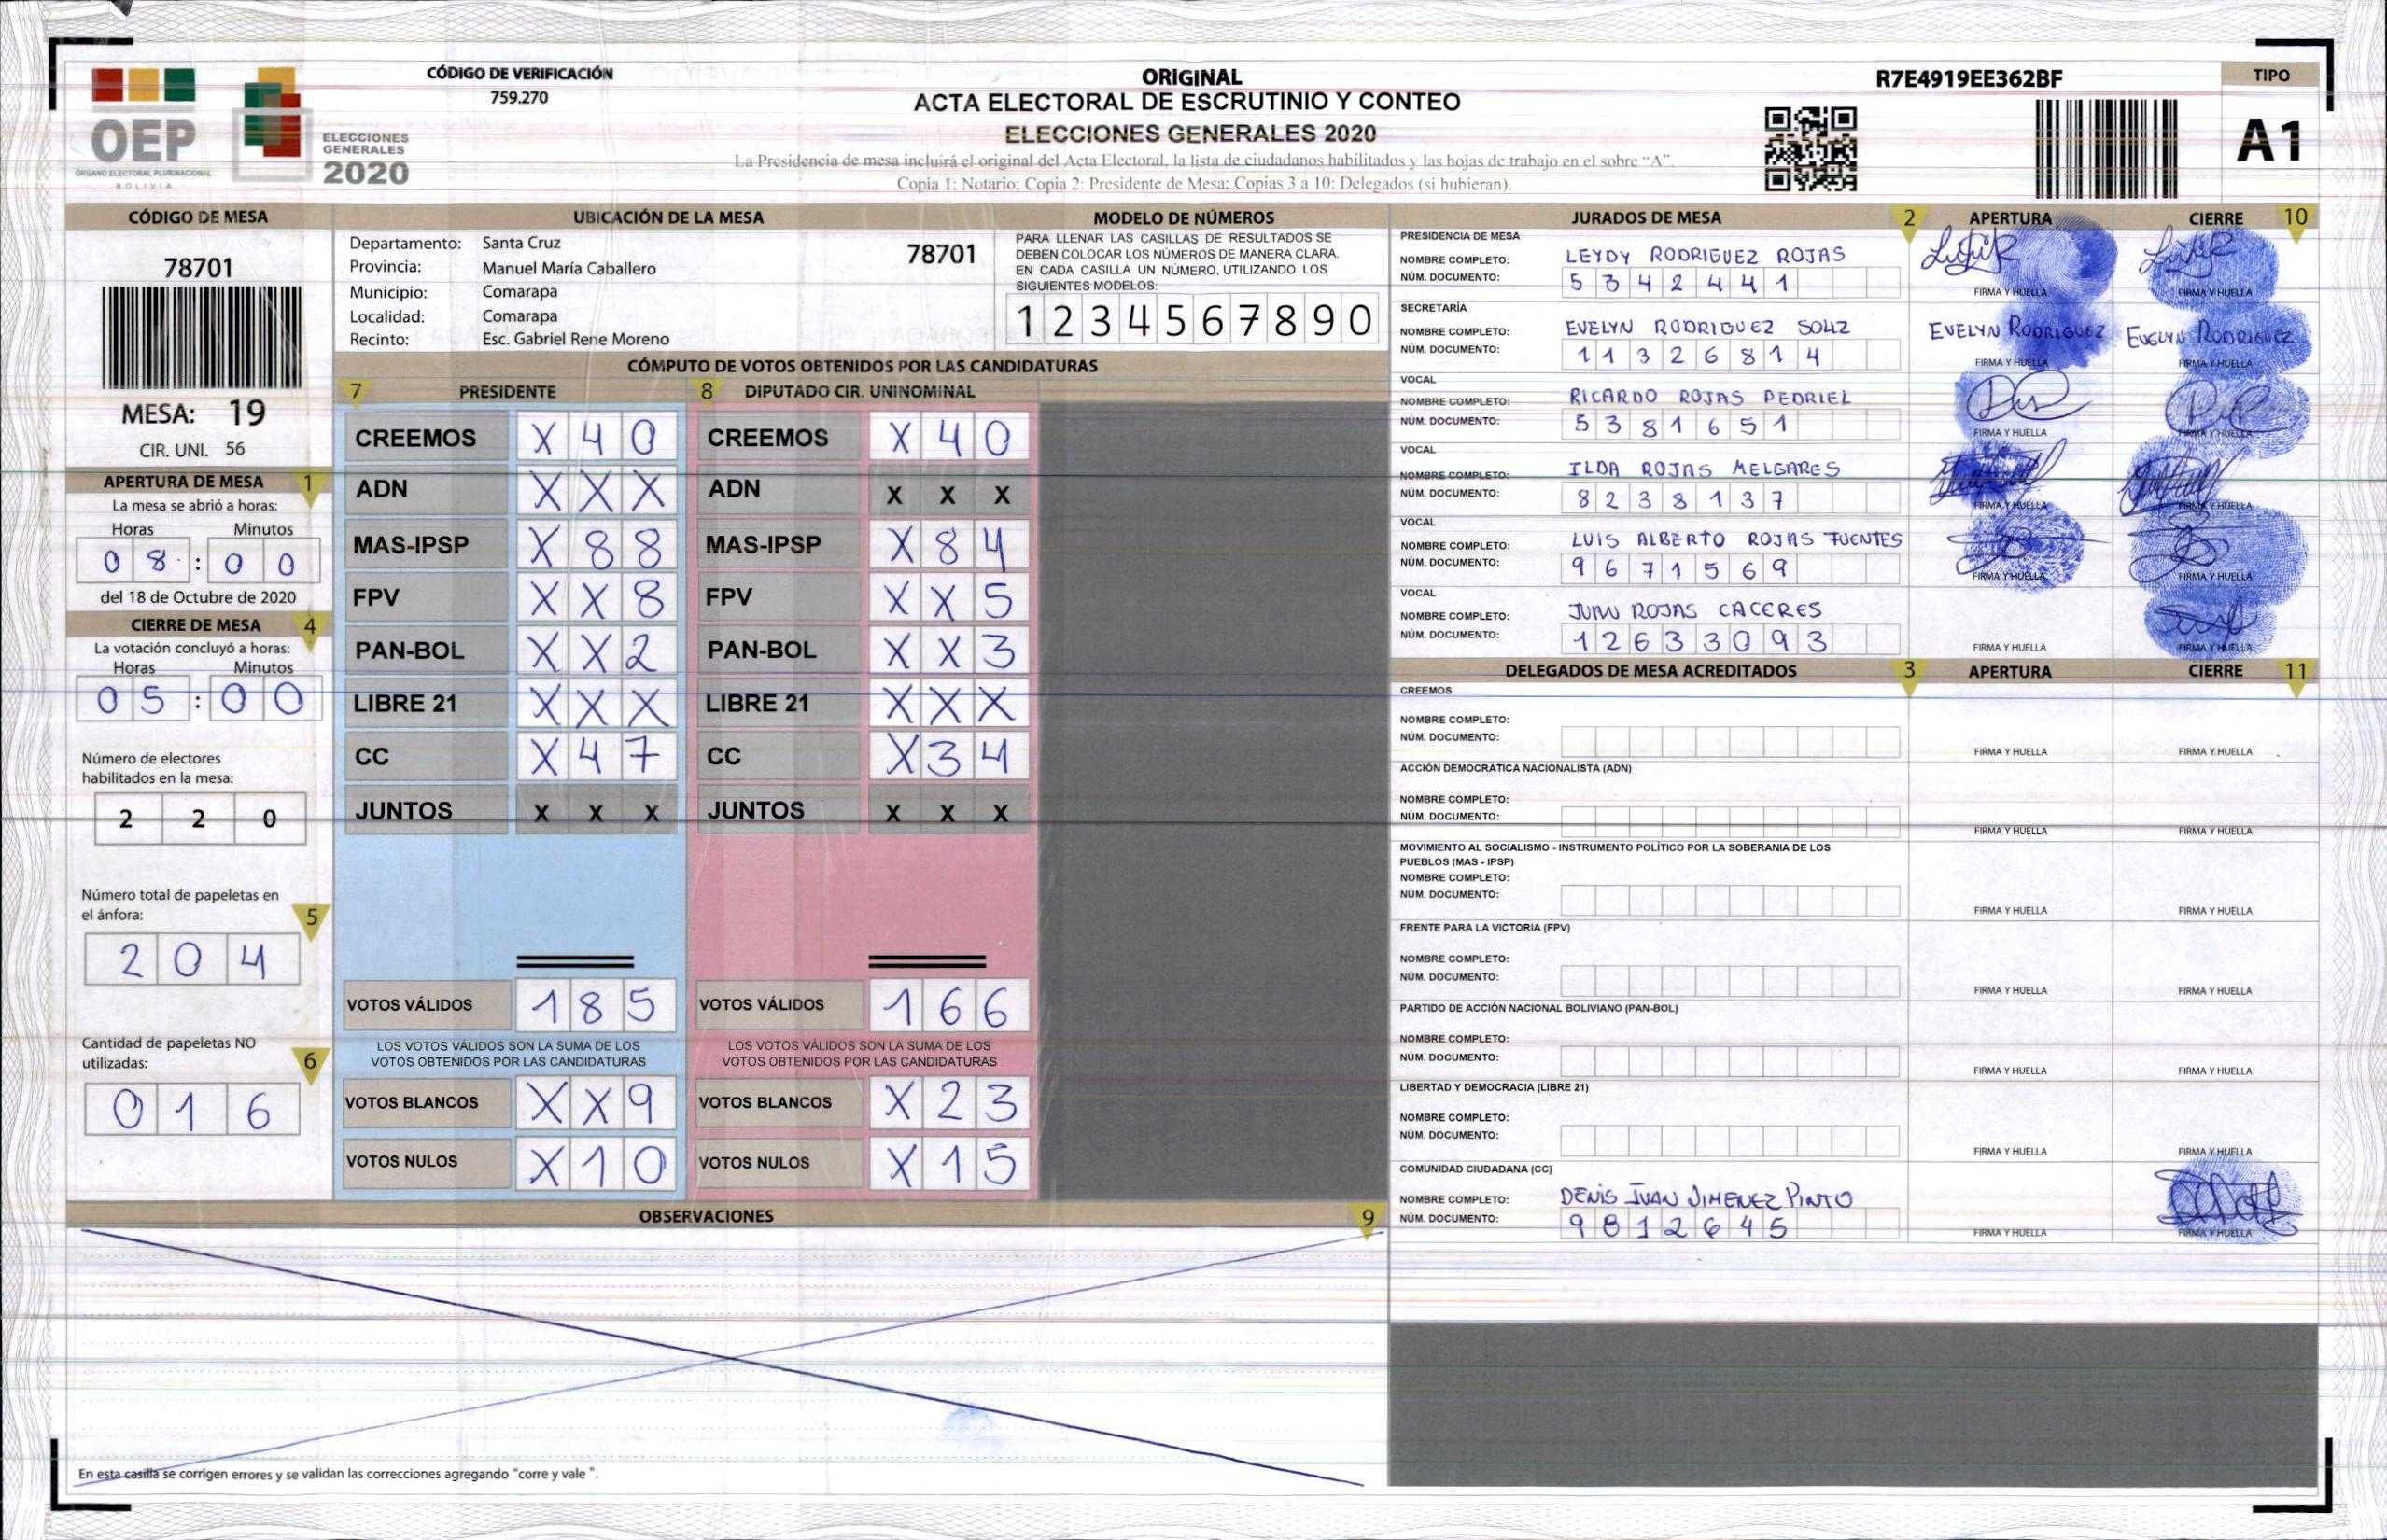 CÓDIGO DE VERIFICACIÓN
759.270
ORIGINAL
ACTA ELECTORAL DE ESCRUTINIO Y CONTEO
ELECCIONES GENERALES 2020
La Presidencia de mesa incluirá el original del Acta Electoral, la lista de ciudadanos habilitados y las hojas de trabajo en el sobre "A".
Copia 1: Notario; Copia 2: Presidente de Mesa; Copias 3 a 10: Delegados (si hubieran).
R7E4919EE362BF
TIPO
A1
OEP
ÓRGANO ELECTORAL PLURINACIONAL
BOLIVIA
ELECCIONES
GENERALES
2020
CÓDIGO DE MESA
78701
MESA: 19
CIR. UNI. 56
APERTURA DE MESA 1
La mesa se abrió a horas:
Horas Minutos
08:00
del 18 de Octubre de 2020
CIERRE DE MESA 4
La votación concluyó a horas:
Horas Minutos
05:00
Número de electores
habilitados en la mesa:
2 2 0
Número total de papeletas en
el ánfora: 5
2 0 4
Cantidad de papeletas NO
utilizadas: 6
0 1 6
UBICACIÓN DE LA MESA
Departamento: Santa Cruz
78701
Provincia: Manuel María Caballero
Municipio: Comarapa
Localidad: Comarapa
Recinto: Esc. Gabriel Rene Moreno
MODELO DE NÚMEROS
PARA LLENAR LAS CASILLAS DE RESULTADOS SE
DEBEN COLOCAR LOS NÚMEROS DE MANERA CLARA.
EN CADA CASILLA UN NÚMERO, UTILIZANDO LOS
SIGUIENTES MODELOS:
1 2 3 4 5 6 7 8 9 0
CÓMPUTO DE VOTOS OBTENIDOS POR LAS CANDIDATURAS
7 PRESIDENTE 8 DIPUTADO CIR. UNINOMINAL
CREEMOS X 4 0 CREEMOS X 4 0
ADN X X X ADN X X X
MAS-IPSP X 8 8 MAS-IPSP X 8 4
FPV X X 8 FPV X X 5
PAN-BOL X X 2 PAN-BOL X X 3
LIBRE 21 X X X LIBRE 21 X X X
CC X 4 7 CC X 3 4
JUNTOS X X X JUNTOS X X X
VOTOS VÁLIDOS 1 8 5 VOTOS VÁLIDOS 1 6 6
LOS VOTOS VÁLIDOS SON LA SUMA DE LOS LOS VOTOS VÁLIDOS SON LA SUMA DE LOS
VOTOS OBTENIDOS POR LAS CANDIDATURAS VOTOS OBTENIDOS POR LAS CANDIDATURAS
VOTOS BLANCOS X X 9 VOTOS BLANCOS X 2 3
VOTOS NULOS X 1 0 VOTOS NULOS X 1 5
OBSERVACIONES 9
En esta casilla se corrigen errores y se validan las correcciones agregando "corre y vale ".
JURADOS DE MESA 2 APERTURA CIERRE 10
PRESIDENCIA DE MESA
NOMBRE COMPLETO: LEYDY RODRIGUEZ ROJAS
NÚM. DOCUMENTO: 5342441
FIRMA Y HUELLA FIRMA Y HUELLA
SECRETARÍA
NOMBRE COMPLETO: EVELYN RODRIGUEZ SOLIZ EVELYN RODRIGUEZ EVELYN RODRIGUEZ
NÚM. DOCUMENTO: 11326814
FIRMA Y HUELLA FIRMA Y HUELLA
VOCAL
NOMBRE COMPLETO: RICARDO ROJAS PEDRIEL
NÚM. DOCUMENTO: 5381651
FIRMA Y HUELLA FIRMA Y HUELLA
VOCAL
NOMBRE COMPLETO: ILDA ROJAS MELGARES
NÚM. DOCUMENTO: 8238137
FIRMA Y HUELLA FIRMA Y HUELLA
VOCAL
NOMBRE COMPLETO: LUIS ALBERTO ROJAS FUENTES
NÚM. DOCUMENTO: 9671569
FIRMA Y HUELLA FIRMA Y HUELLA
VOCAL
NOMBRE COMPLETO: JUAN ROJAS CACERES
NÚM. DOCUMENTO: 12633093
FIRMA Y HUELLA FIRMA Y HUELLA
DELEGADOS DE MESA ACREDITADOS 3 APERTURA CIERRE 11
CREEMOS
NOMBRE COMPLETO:
NÚM. DOCUMENTO:
FIRMA Y HUELLA FIRMA Y HUELLA
ACCIÓN DEMOCRÁTICA NACIONALISTA (ADN)
NOMBRE COMPLETO:
NÚM. DOCUMENTO:
FIRMA Y HUELLA FIRMA Y HUELLA
MOVIMIENTO AL SOCIALISMO - INSTRUMENTO POLÍTICO POR LA SOBERANIA DE LOS
PUEBLOS (MAS - IPSP)
NOMBRE COMPLETO:
NÚM. DOCUMENTO:
FIRMA Y HUELLA FIRMA Y HUELLA
FRENTE PARA LA VICTORIA (FPV)
NOMBRE COMPLETO:
NÚM. DOCUMENTO:
FIRMA Y HUELLA FIRMA Y HUELLA
PARTIDO DE ACCIÓN NACIONAL BOLIVIANO (PAN-BOL)
NOMBRE COMPLETO:
NÚM. DOCUMENTO:
FIRMA Y HUELLA FIRMA Y HUELLA
LIBERTAD Y DEMOCRACIA (LIBRE 21)
NOMBRE COMPLETO:
NÚM. DOCUMENTO:
FIRMA Y HUELLA FIRMA Y HUELLA
COMUNIDAD CIUDADANA (CC)
NOMBRE COMPLETO: DENIS JUAN JIMENEZ PINTO
NÚM. DOCUMENTO: 9812645
FIRMA Y HUELLA FIRMA Y HUELLA